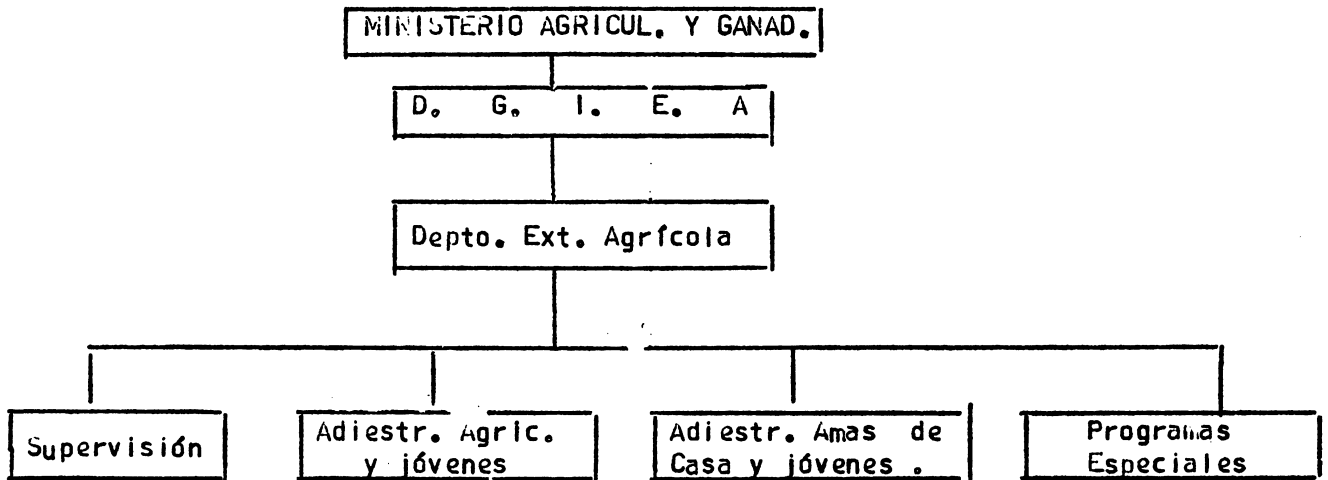 MINISTERIO AGRICUL. Y GANAD.
D. G. I. E. A
Depto. Ext. Agrícola
Supervisión
Adiestr. Agric.
y jóvenes
Adiestr. Amas de
Casa y jóvenes .
Programas
Especiales